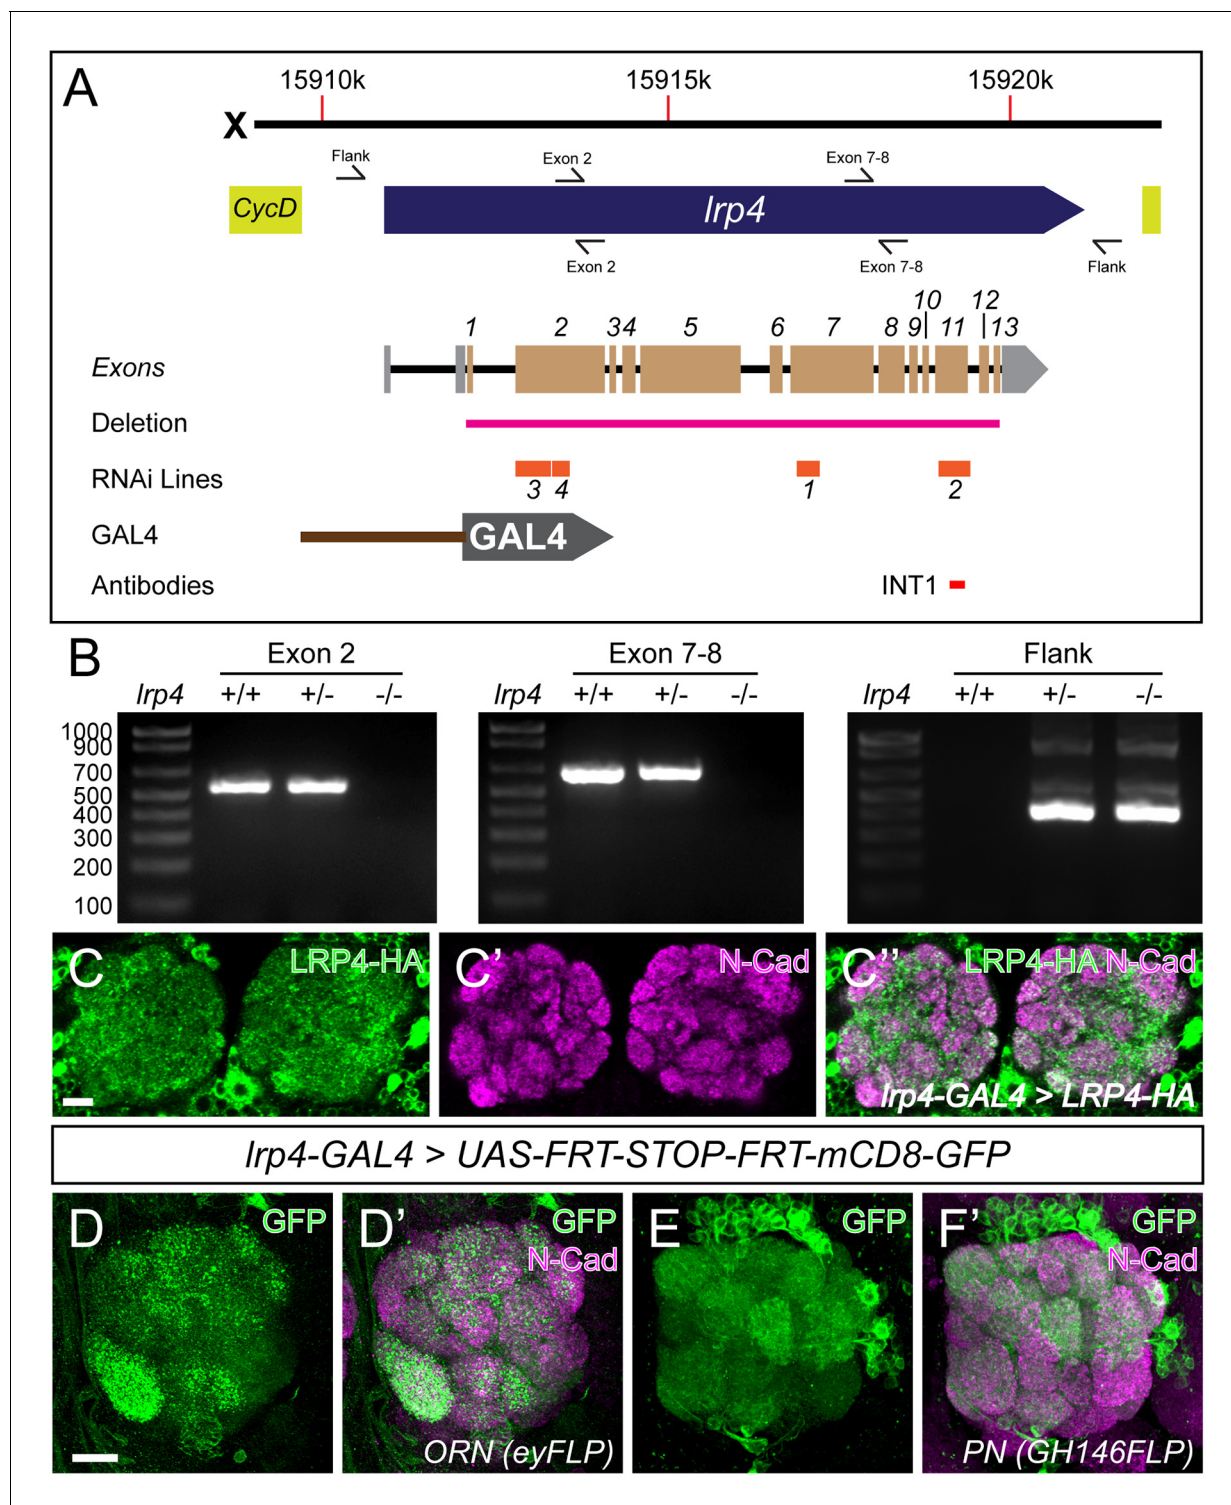 A
15910k 15915k 15920k
X
Flank Exon 2 Exon 7-8
CycD lrp4
Exon 2 Exon 7-8 Flank
10 12
1 2 3 4 5 6 7 8 9 11 13
Exons
Deletion
RNAi Lines
3 4 1 2
GAL4 GAL4
Antibodies INT1
B
Exon 2 Exon 7-8 Flank
lrp4 +/+ +/- -/- lrp4 +/+ +/- -/- lrp4 +/+ +/- -/-
1000
900
700
500
400
300
200
100
C LRP4-HA C' N-Cad C'' LRP4-HA N-Cad
lrp4-GAL4 > LRP4-HA
lrp4-GAL4 > UAS-FRT-STOP-FRT-mCD8-GFP
D GFP D' GFP E GFP F' GFP
N-Cad N-Cad
ORN (eyFLP) PN (GH146FLP)